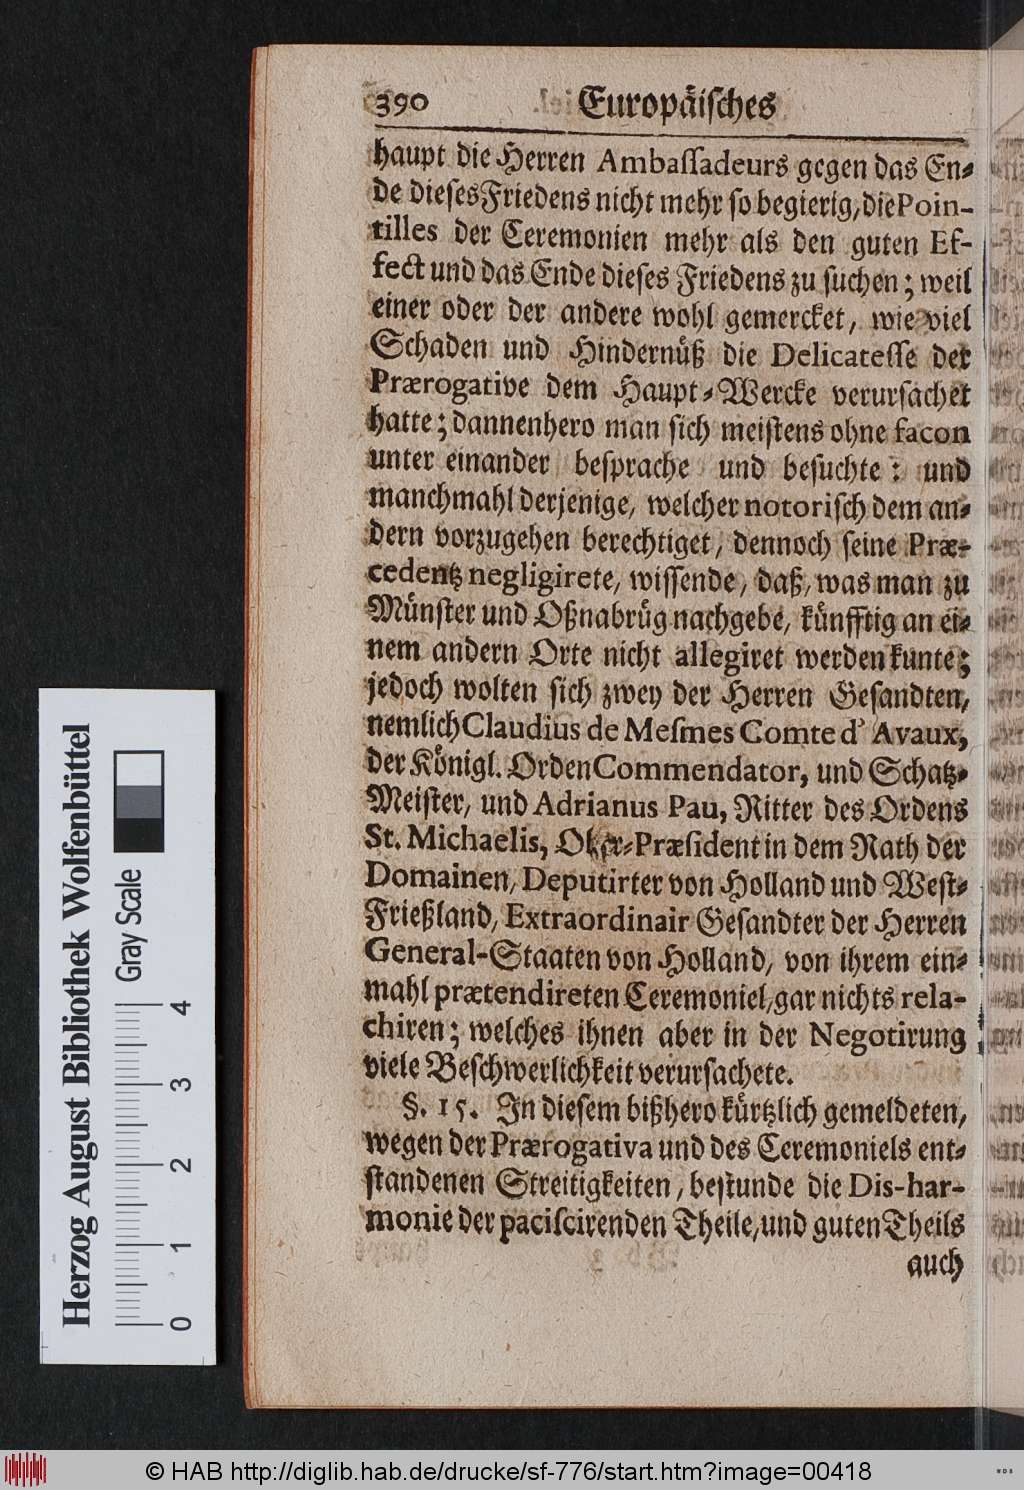 390 Europäiſches
haupt die Herren Ambaſſadeurs gegen das En⸗
de dieſes Friedens nicht mehr ſo begierig, die Poin-
tilles der Ceremonien mehr als den guten Ef-
fect und das Ende dieſes Friedens zu ſuchen; weil
einer oder der andere wohl gemercket, wie viel
Schaden und Hindernuͤß die Delicateſſe der
Prærogative dem Haupt⸗Wercke verurſachet
hatte; dannenhero man ſich meiſtens ohne facon
unter einander beſprache und beſuchte: und
manchmahl derjenige, welcher notoriſch dem an⸗
dern vorzugehen berechtiget, dennoch ſeine Præ-
cedentz negligirete, wiſſende, daß, was man zu
Muͤnſter und Oßnabruͤg nachgebe, kuͤnfftig an ei⸗
nem andern Orte nicht allegiret werden kunte;
jedoch wolten ſich zwey der Herren Geſandten,
nemlich Claudius de Meſmes Comte d' Avaux,
der Koͤnigl. Orden Commendator, und Schatz⸗
Meiſter, und Adrianus Pau, Ritter des Ordens
St. Michaelis, Ober⸗Præſident in dem Rath der
Domainen, Deputirter von Holland und Weſt⸗
Frießland, Extraordinair Geſandter der Herren
General-Staaten von Holland, von ihrem ein⸗
mahl prætendireten Ceremoniel, gar nichts rela-
chiren; welches ihnen aber in der Negotirung
viele Beſchwerlichkeit verurſachete.
§. 15. In dieſem bißhero kuͤrtzlich gemeldeten,
wegen der Prærogativa und des Ceremoniels ent⸗
ſtandenen Streitigkeiten, beſtunde die Dis-har-
monie der paciſcirenden Theile, und guten Theils
auch
Herzog August Bibliothek Wolfenbüttel
Gray Scale
0 1 2 3 4
© HAB http://diglib.hab.de/drucke/sf-776/start.htm?image=00418